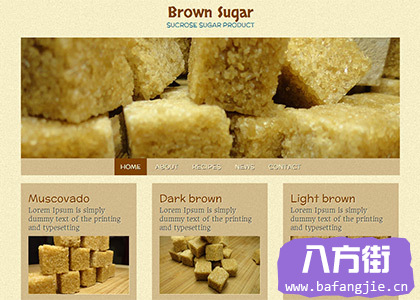 Brown Sugar
SUCROSE SUGAR PRODUCT
HOME ABOUT RECIPES NEWS CONTACT
Muscovado
Lorem Ipsum is simply
dummy text of the printing
and typesetting
Dark brown
Lorem Ipsum is simply
dummy text of the printing
and typesetting
Light brown
Lorem Ipsum is simply
dummy text of the printing
and typesetting
八方街
www.bafangjie.cn